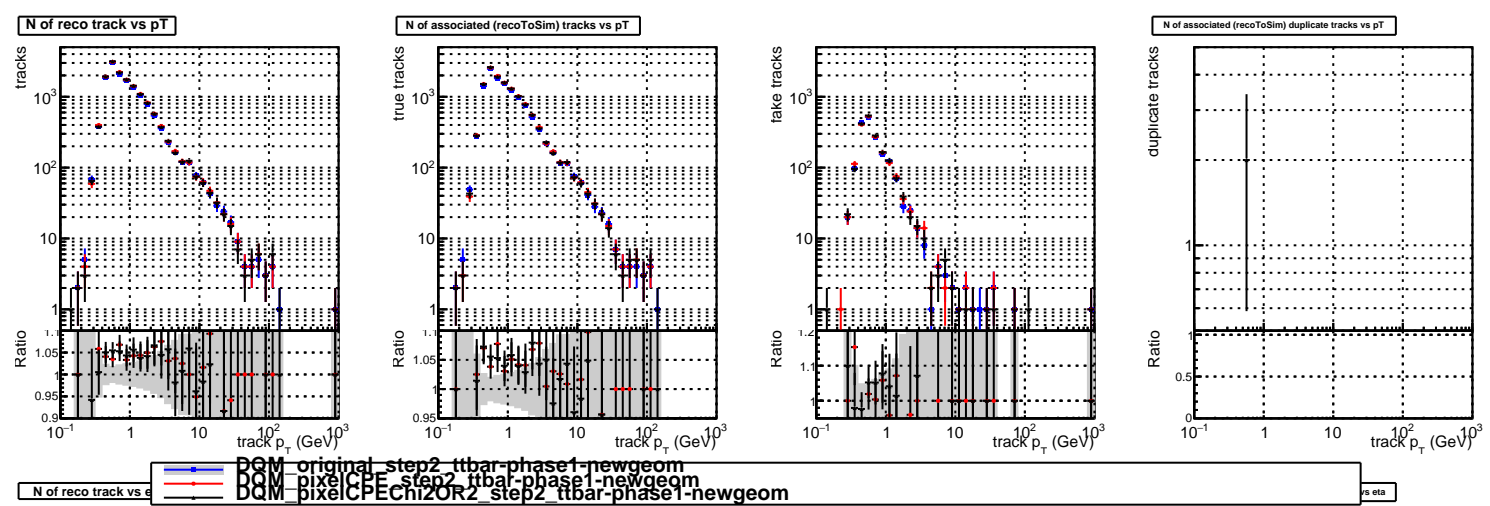 N of reco track vs pT
N of associated (recoToSim) tracks vs pT
N of associated (recoToSim) duplicate tracks vs pT
tracks
10³
10²
10
1
Ratio
1.1
1.05
1
0.95
0.9
10⁻¹ 1 10 10² 10³
track p_T (GeV)
true tracks
10³
10²
10
1
Ratio
1.1
1.05
1
0.95
10⁻¹ 1 10 10² 10³
track p_T (GeV)
fake tracks
10³
10²
10
1
Ratio
1.2
1.1
1
10⁻¹ 1 10 10² 10³
track p_T (GeV)
duplicate tracks
1
Ratio
1
0.5
0
10⁻¹ 1 10 10² 10³
track p_T (GeV)
DQM_original_step2_ttbar-phase1-newgeom
DQM_pixelCPE_step2_ttbar-phase1-newgeom
DQM_pixelCPEChi2OR2_step2_ttbar-phase1-newgeom
N of reco track vs e
vs eta